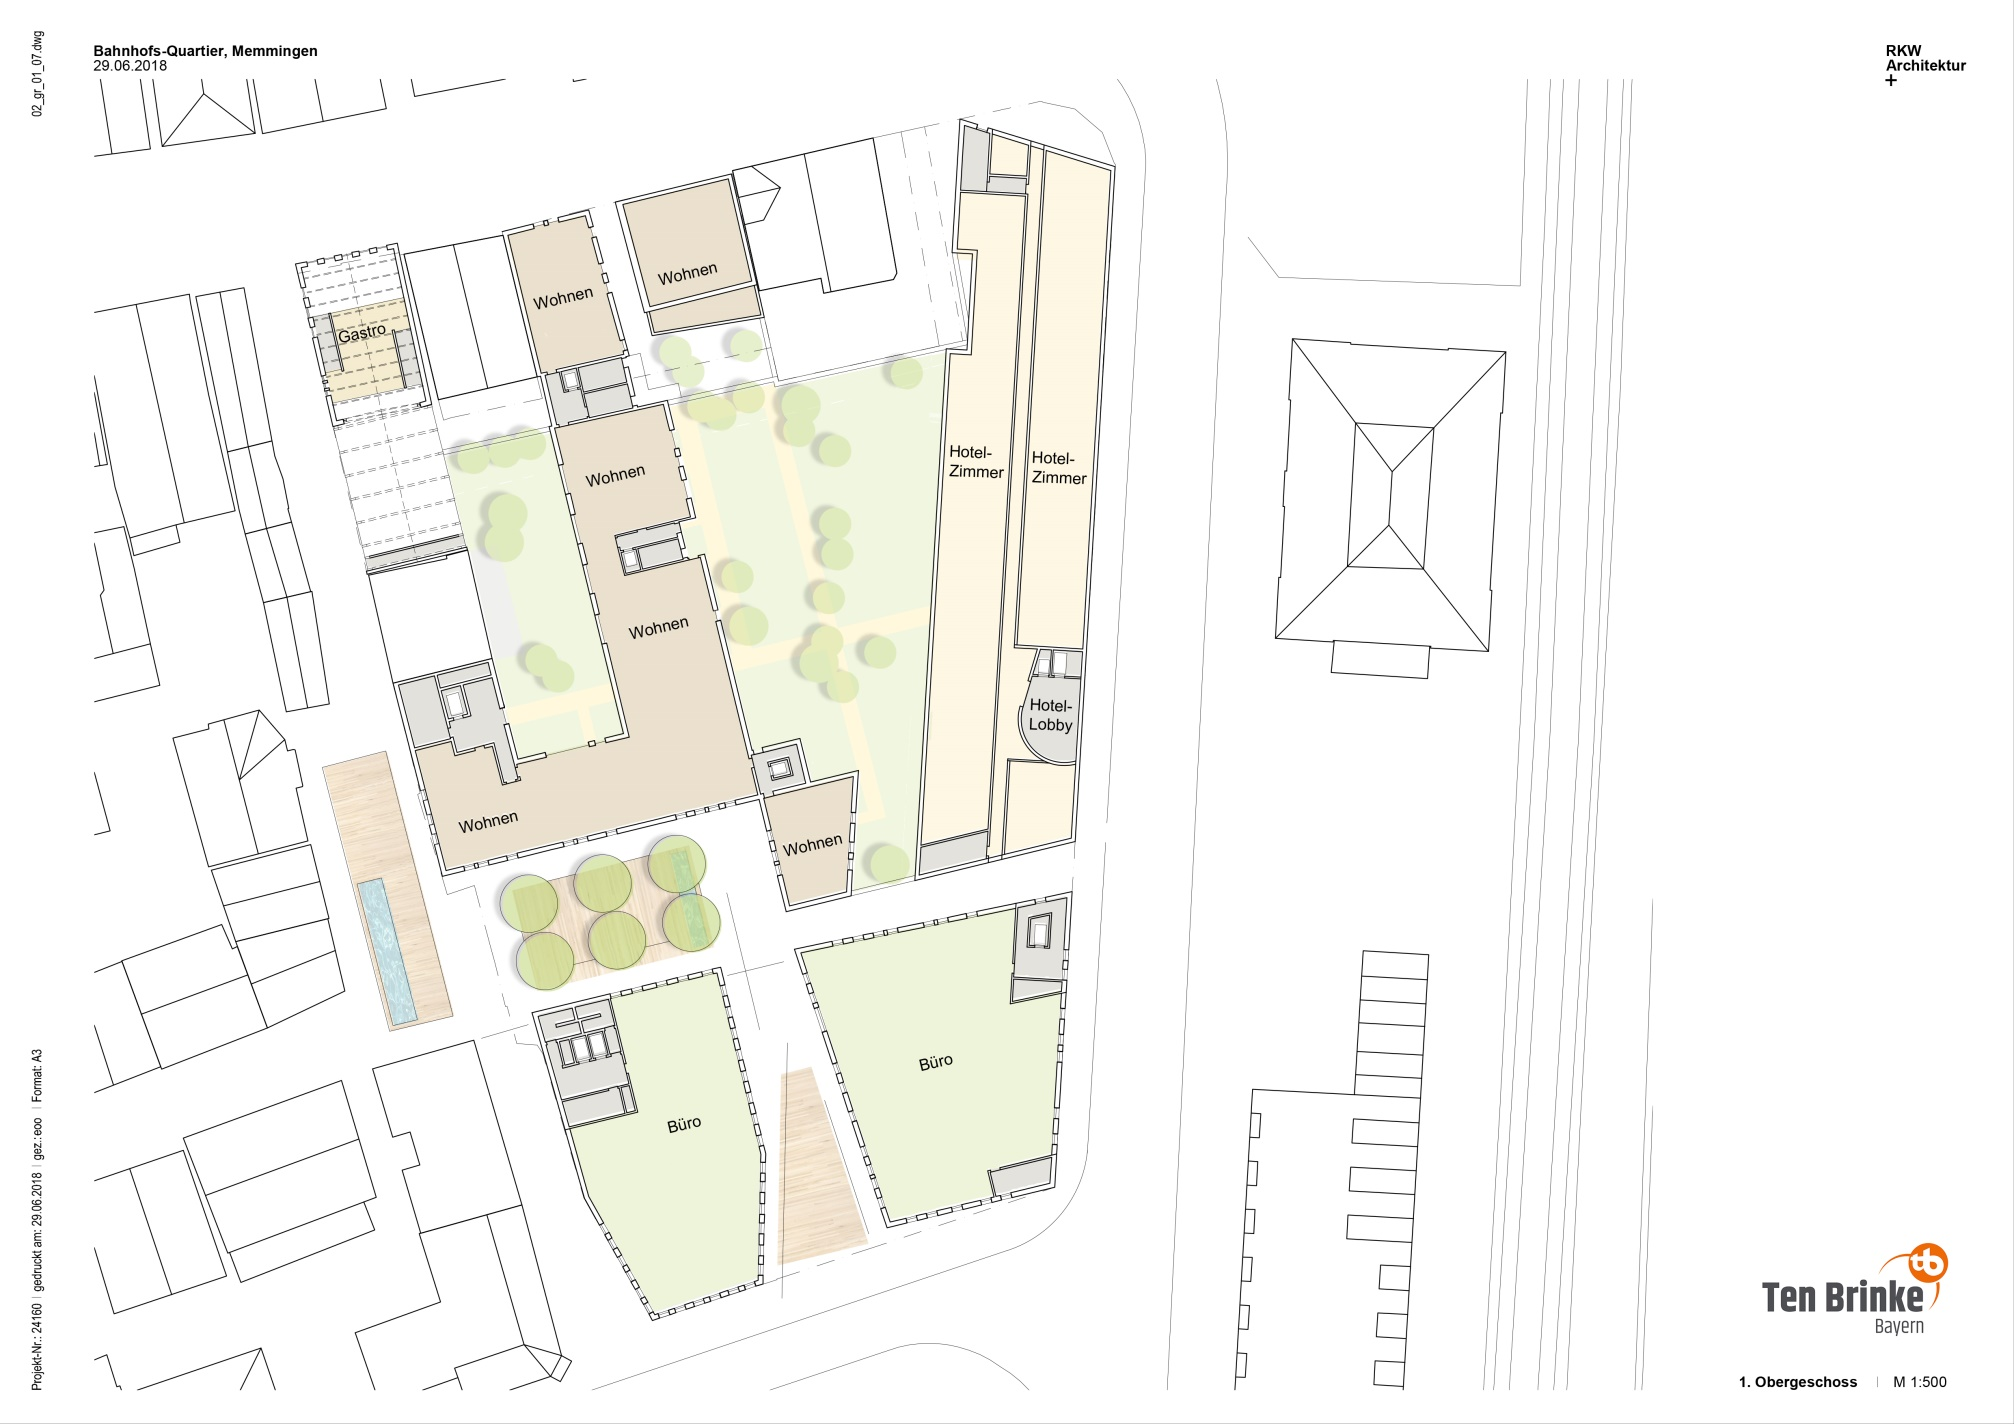 Bahnhofs-Quartier, Memmingen
29.06.2018
RKW
Architektur
+
02_gr_01_07.dwg
Wohnen
Wohnen
Gastro
Wohnen
Hotel-
Zimmer
Hotel-
Zimmer
Wohnen
Hotel-
Lobby
Wohnen
Wohnen
Büro
Büro
Projekt-Nr.: 24160 | gedruckt am: 29.06.2018 | gez.: eoo | Format: A3
tb
Ten Brinke
Bayern
1. Obergeschoss | M 1:500